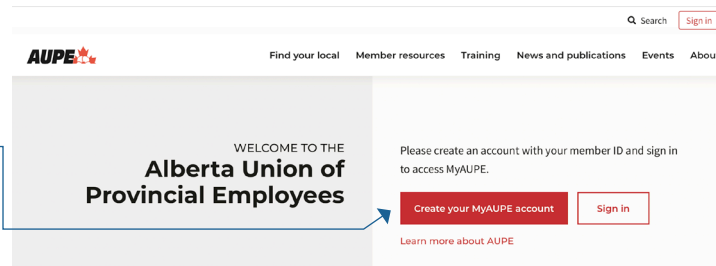 Search Sign in
AUPE
Find your local Member resources Training News and publications Events Abou
WELCOME TO THE
Alberta Union of
Provincial Employees
Please create an account with your member ID and sign in
to access MyAUPE.
Create your MyAUPE account Sign in
Learn more about AUPE